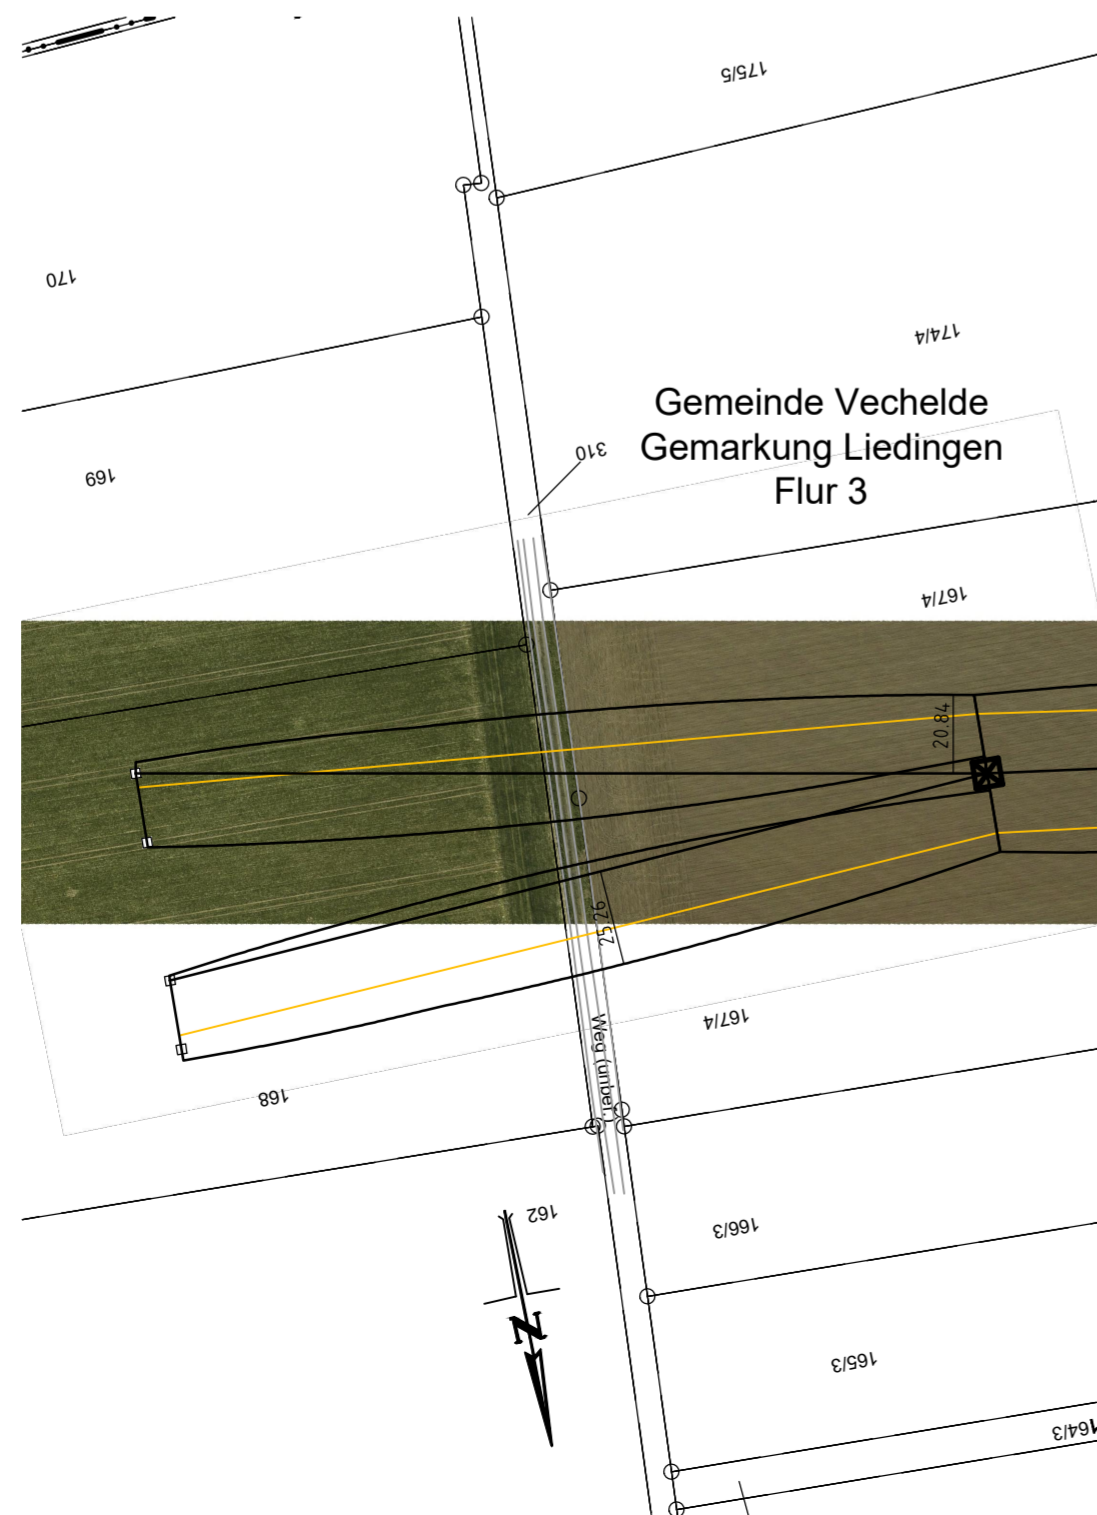 175/5
170
174/4
Gemeinde Vechelde
Gemarkung Liedingen
Flur 3
310
169
167/4
20.84
25.26
Weg (unbef.)
167/4
168
162
166/3
N
165/3
164/3